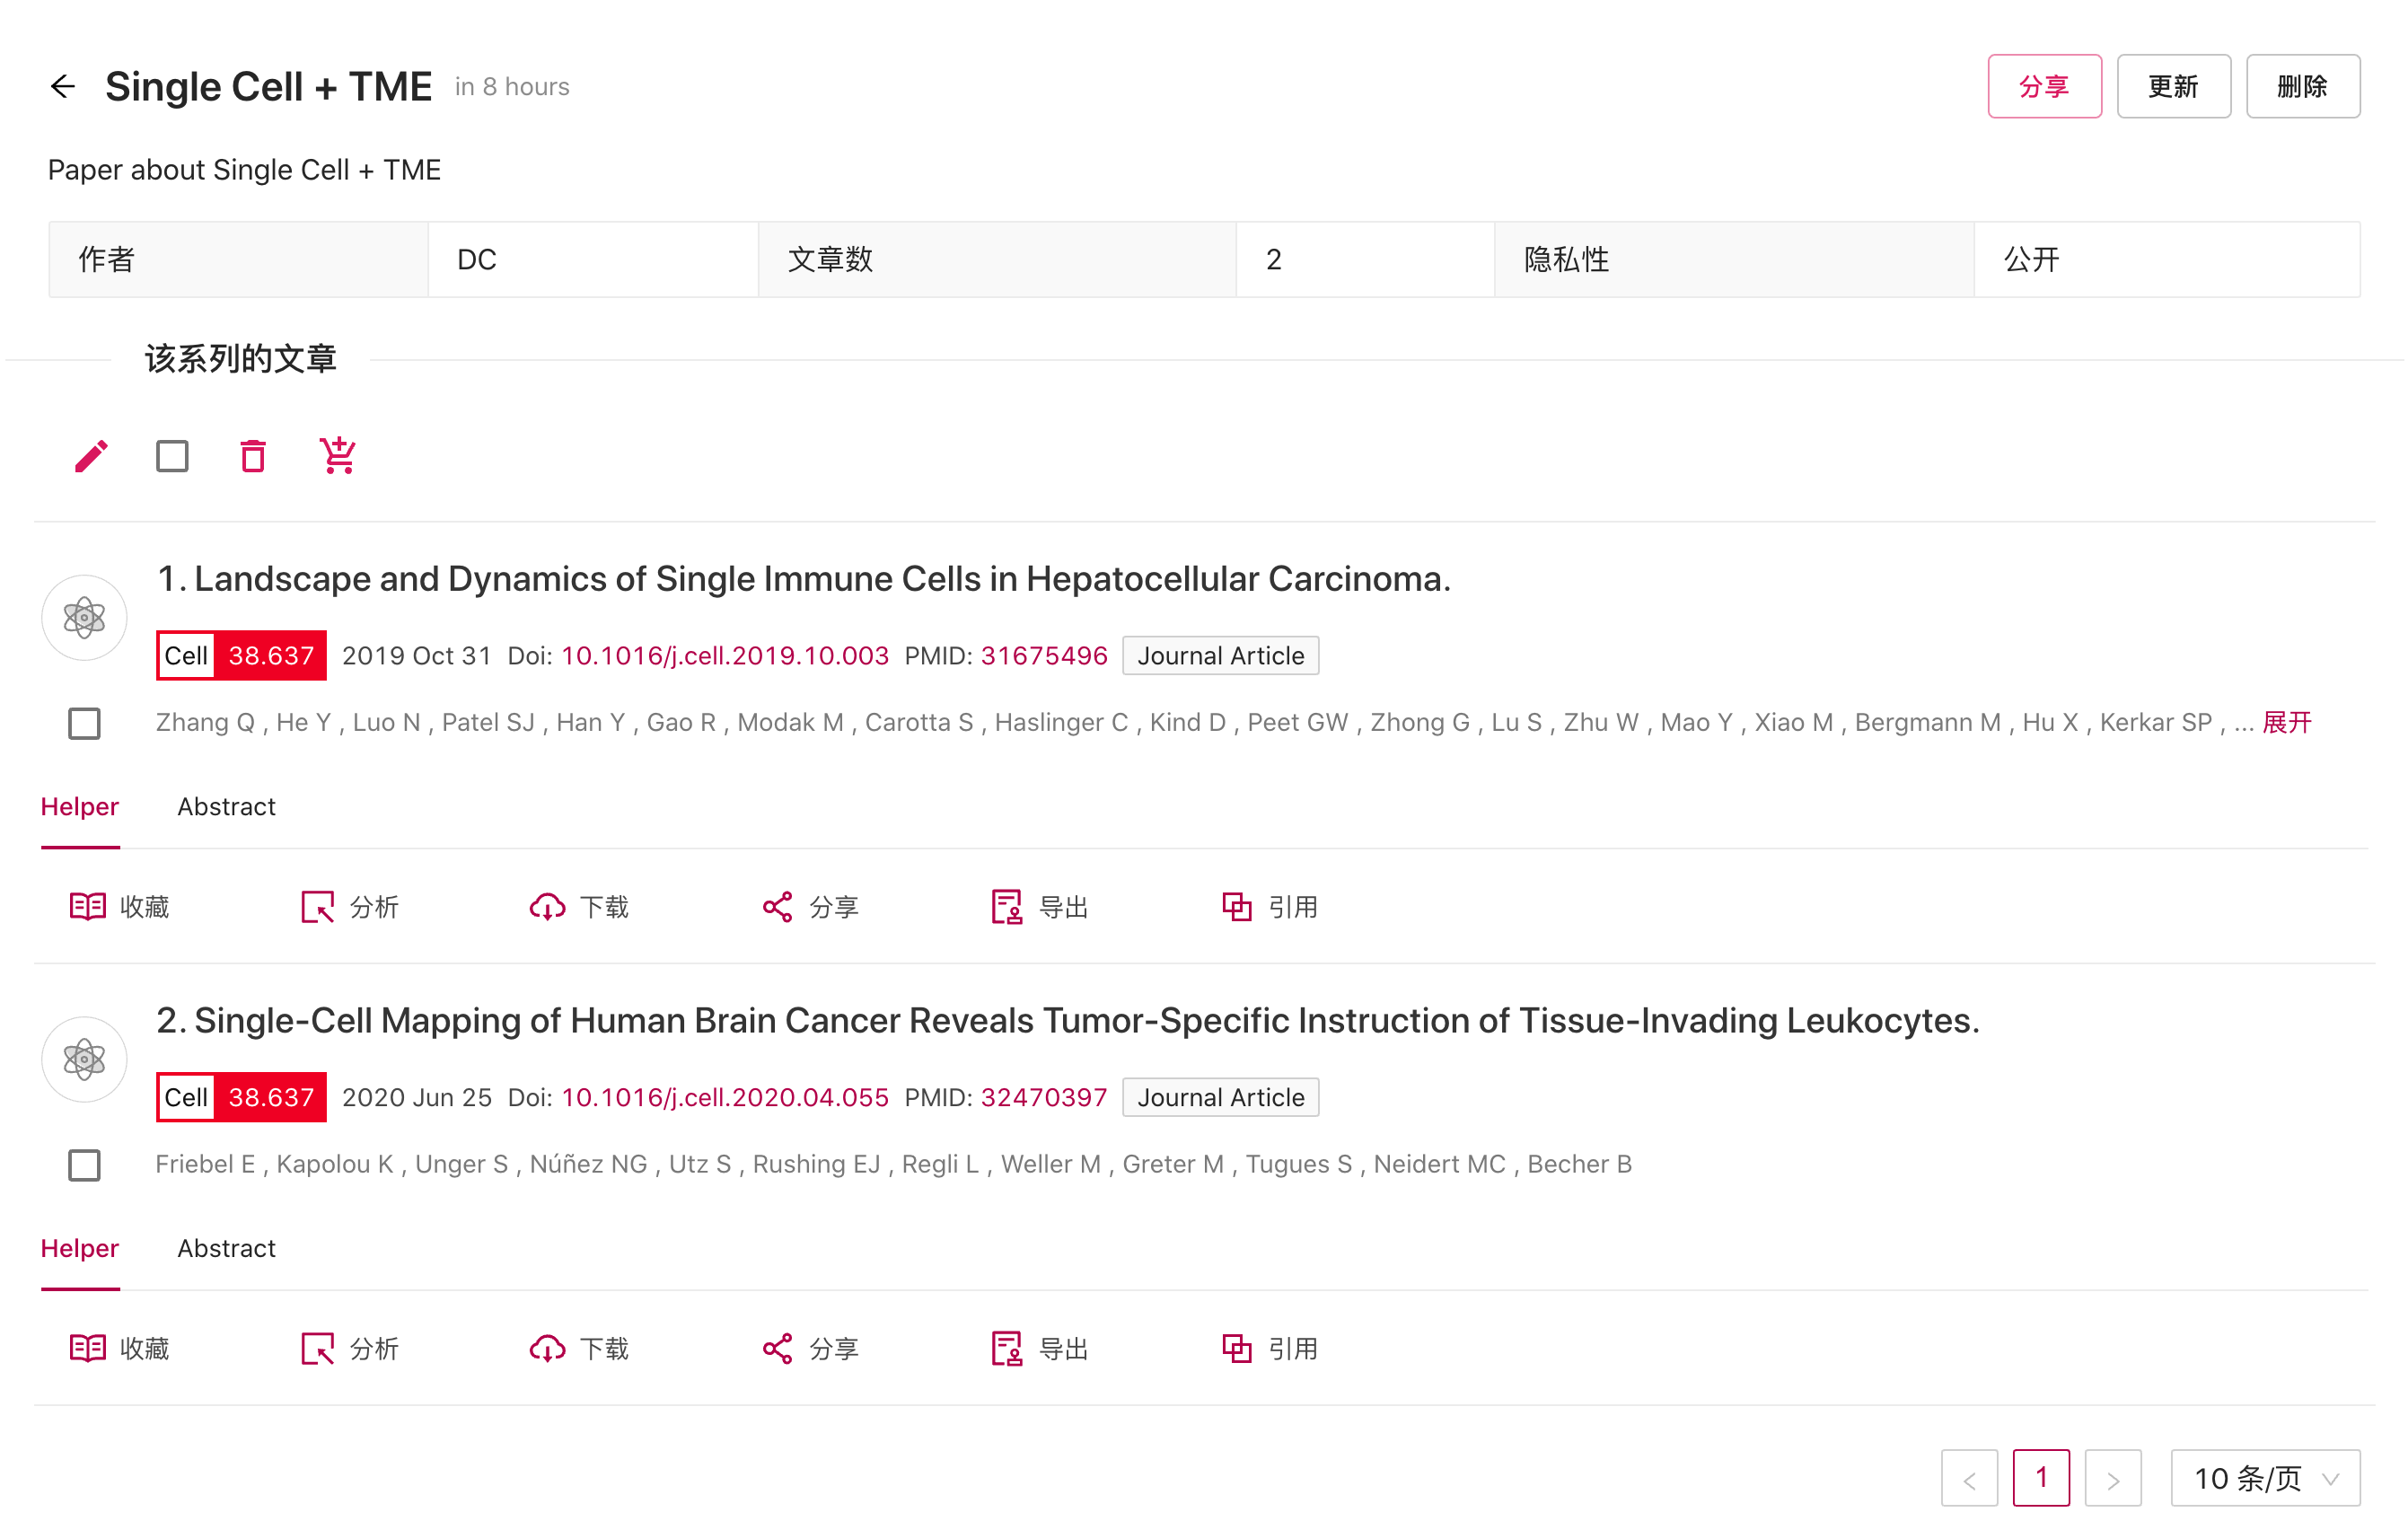 Single Cell + TME in 8 hours 分享 更新 删除
Paper about Single Cell + TME
作者 DC 文章数 2 隐私性 公开
该系列的文章
1. Landscape and Dynamics of Single Immune Cells in Hepatocellular Carcinoma.
Cell 38.637 2019 Oct 31 Doi: 10.1016/j.cell.2019.10.003 PMID: 31675496 Journal Article
Zhang Q , He Y , Luo N , Patel SJ , Han Y , Gao R , Modak M , Carotta S , Haslinger C , Kind D , Peet GW , Zhong G , Lu S , Zhu W , Mao Y , Xiao M , Bergmann M , Hu X , Kerkar SP , ... 展开
Helper Abstract
收藏 分析 下载 分享 导出 引用
2. Single-Cell Mapping of Human Brain Cancer Reveals Tumor-Specific Instruction of Tissue-Invading Leukocytes.
Cell 38.637 2020 Jun 25 Doi: 10.1016/j.cell.2020.04.055 PMID: 32470397 Journal Article
Friebel E , Kapolou K , Unger S , Núñez NG , Utz S , Rushing EJ , Regli L , Weller M , Greter M , Tugues S , Neidert MC , Becher B
Helper Abstract
收藏 分析 下载 分享 导出 引用
< 1 > 10 条/页